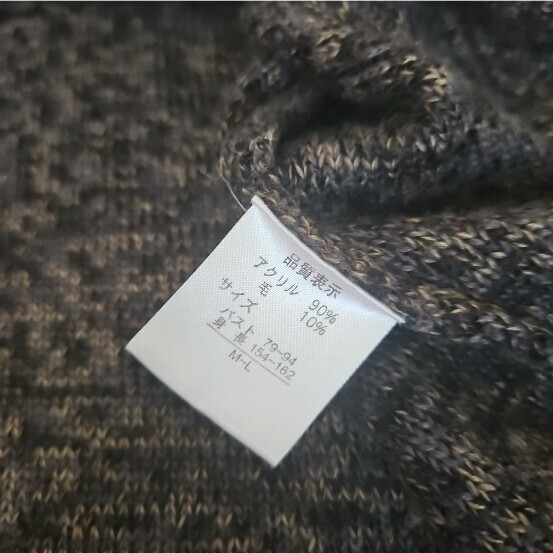 品質表示
アクリル 90%
毛 10%
サイズ
バスト 79~94
身 長 154~162
M~L